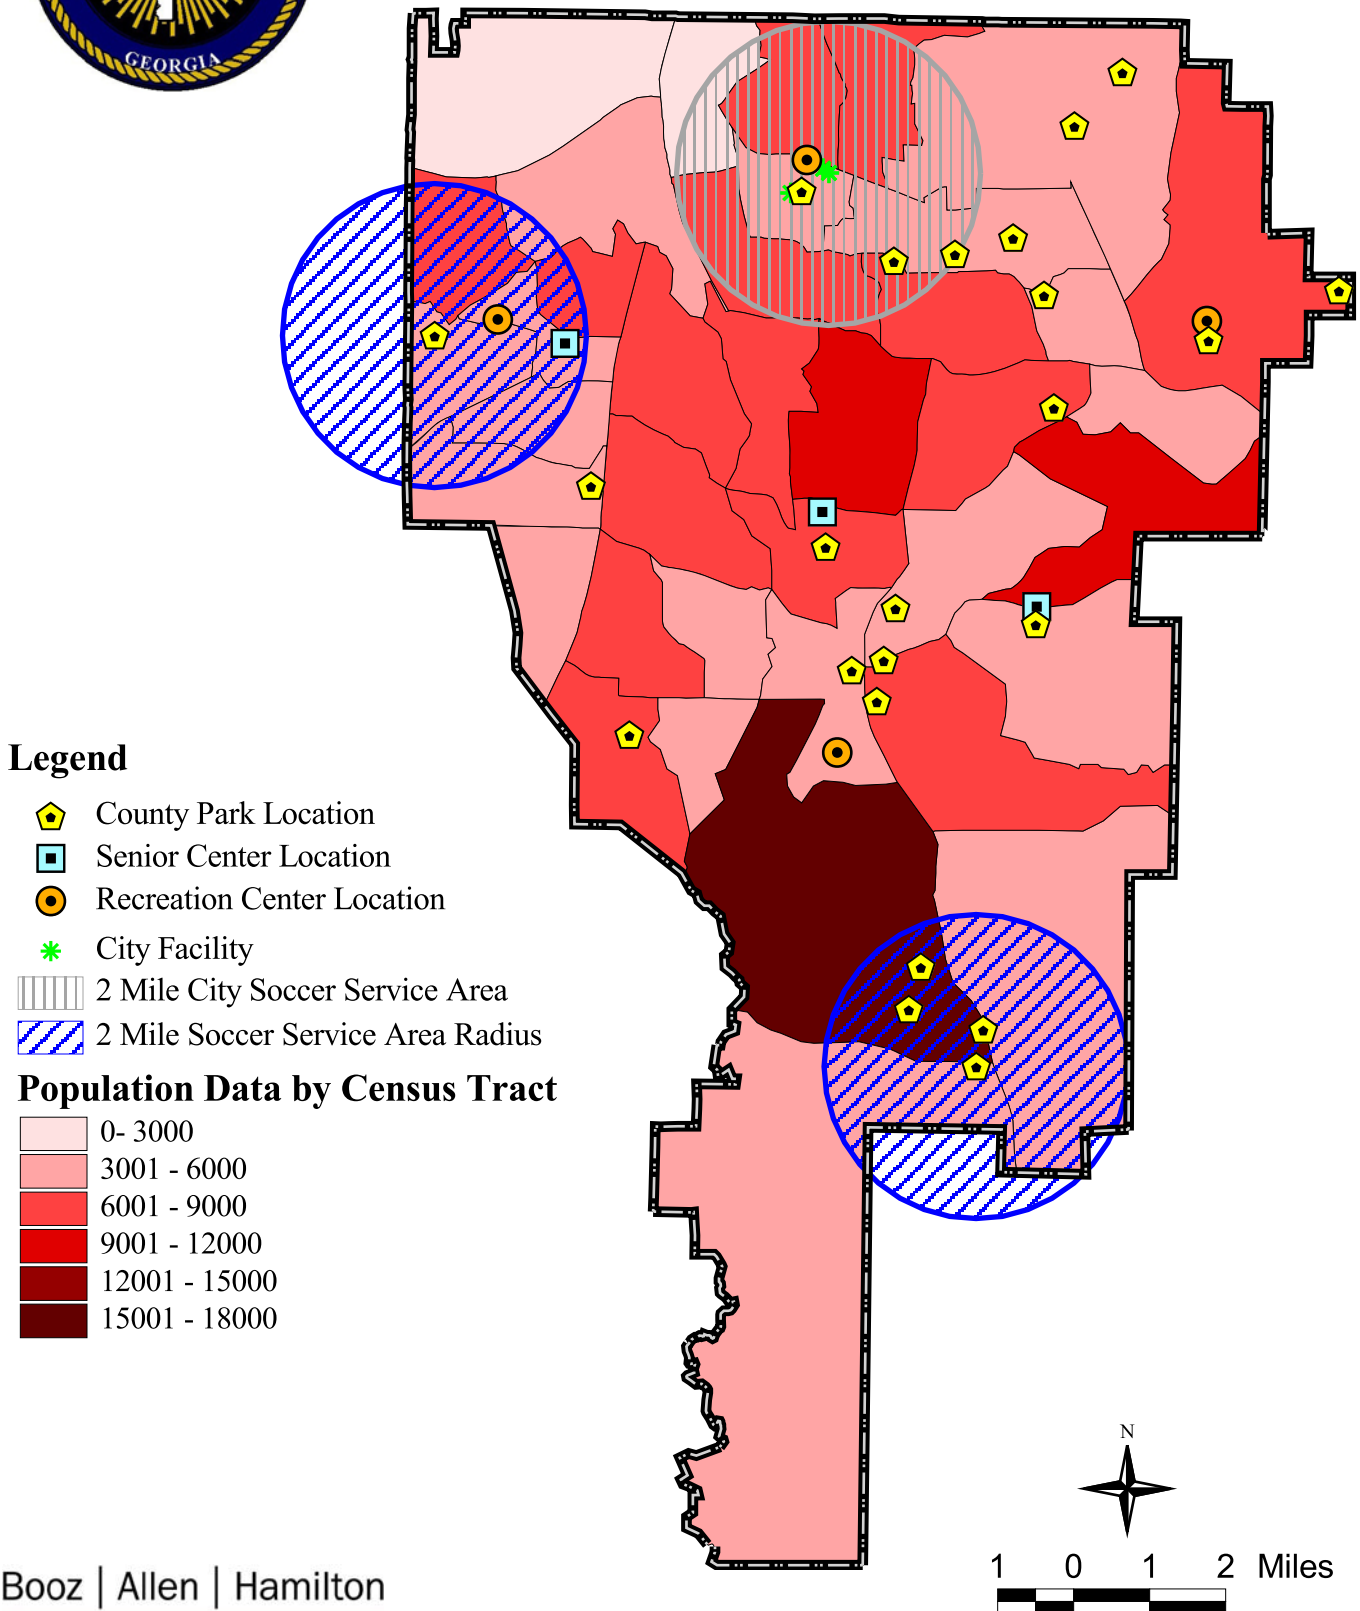 GEORGIA
Legend
County Park Location
Senior Center Location
Recreation Center Location
City Facility
2 Mile City Soccer Service Area
2 Mile Soccer Service Area Radius
Population Data by Census Tract
0- 3000
3001 - 6000
6001 - 9000
9001 - 12000
12001 - 15000
15001 - 18000
N
1 0 1 2 Miles
Booz | Allen | Hamilton